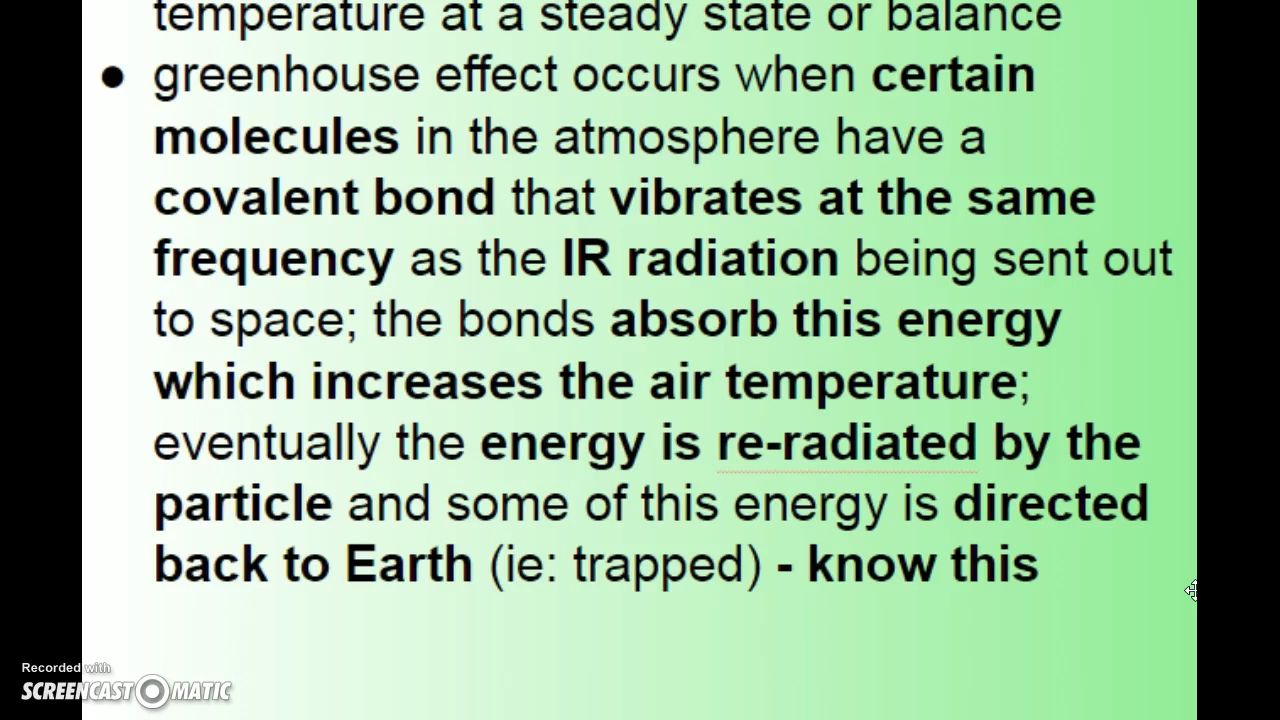 temperature at a steady state or balance
● greenhouse effect occurs when certain
molecules in the atmosphere have a
covalent bond that vibrates at the same
frequency as the IR radiation being sent out
to space; the bonds absorb this energy
which increases the air temperature;
eventually the energy is re-radiated by the
particle and some of this energy is directed
back to Earth (ie: trapped) - know this
Recorded with
SCREENCAST O MATIC